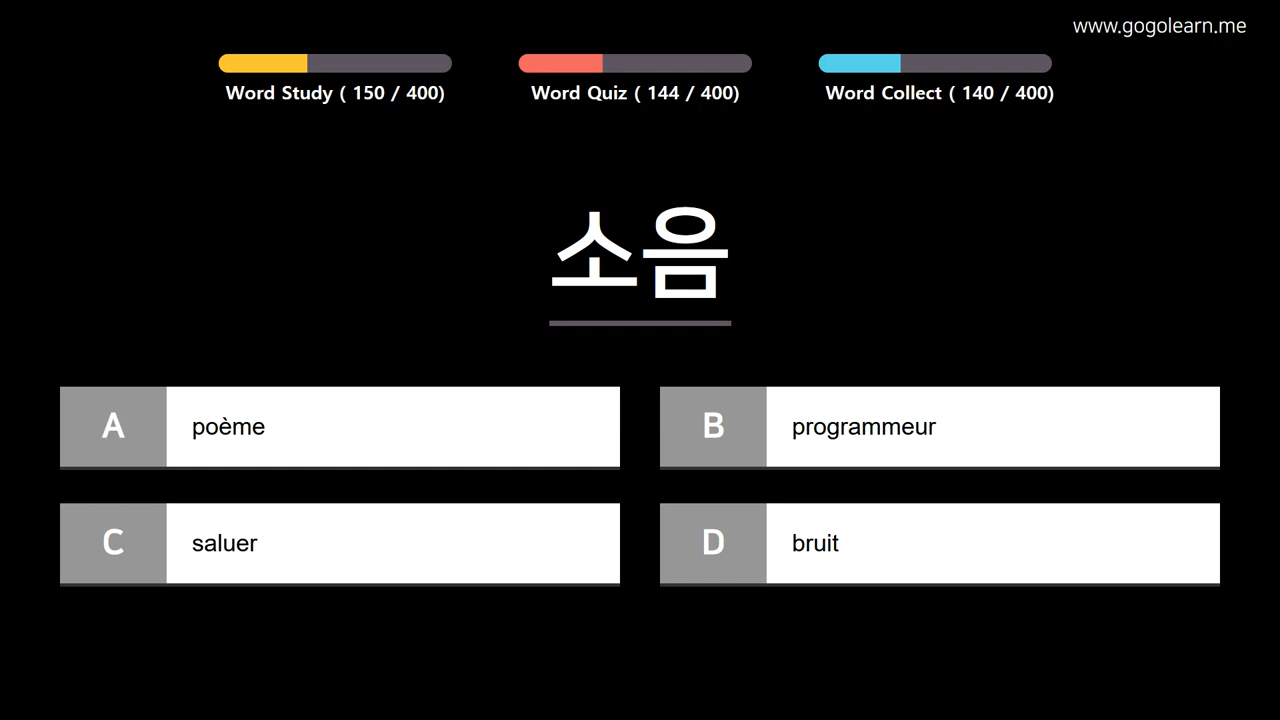 www.gogolearn.me
Word Study ( 150 / 400)
Word Quiz ( 144 / 400)
Word Collect ( 140 / 400)
소음
A poème
B programmeur
C saluer
D bruit